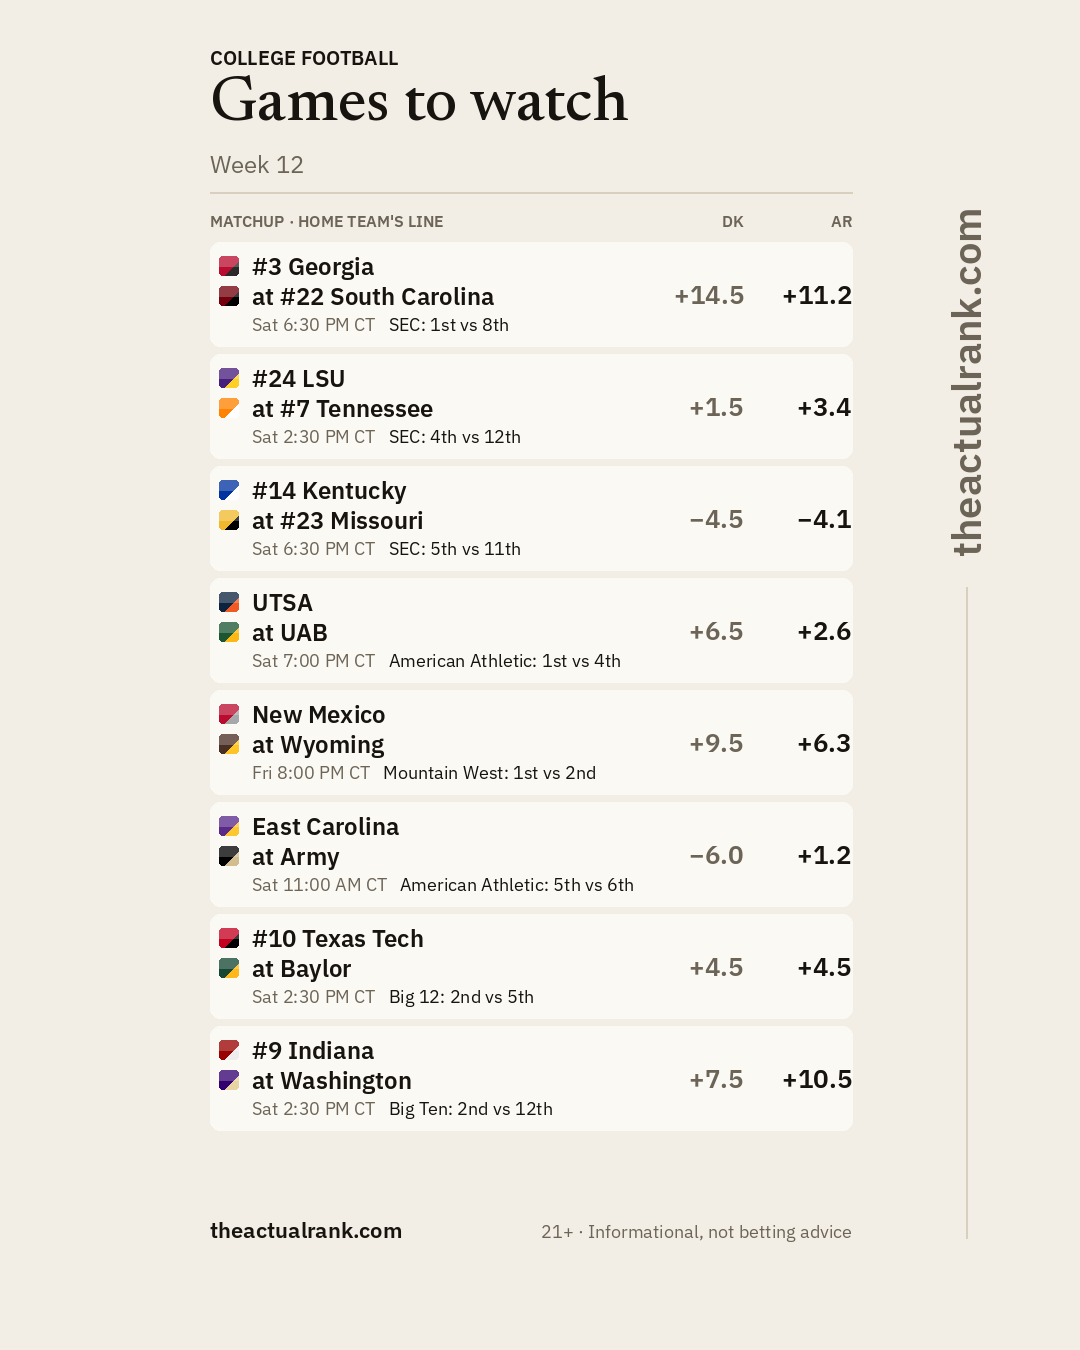 COLLEGE FOOTBALL
Games to watch
Week 12
MATCHUP · HOME TEAM'S LINE DK AR
#3 Georgia
at #22 South Carolina +14.5 +11.2
Sat 6:30 PM CT SEC: 1st vs 8th
#24 LSU
at #7 Tennessee +1.5 +3.4
Sat 2:30 PM CT SEC: 4th vs 12th
#14 Kentucky
at #23 Missouri −4.5 −4.1
Sat 6:30 PM CT SEC: 5th vs 11th
UTSA
at UAB +6.5 +2.6
Sat 7:00 PM CT American Athletic: 1st vs 4th
New Mexico
at Wyoming +9.5 +6.3
Fri 8:00 PM CT Mountain West: 1st vs 2nd
East Carolina
at Army −6.0 +1.2
Sat 11:00 AM CT American Athletic: 5th vs 6th
#10 Texas Tech
at Baylor +4.5 +4.5
Sat 2:30 PM CT Big 12: 2nd vs 5th
#9 Indiana
at Washington +7.5 +10.5
Sat 2:30 PM CT Big Ten: 2nd vs 12th
theactualrank.com 21+ · Informational, not betting advice
theactualrank.com